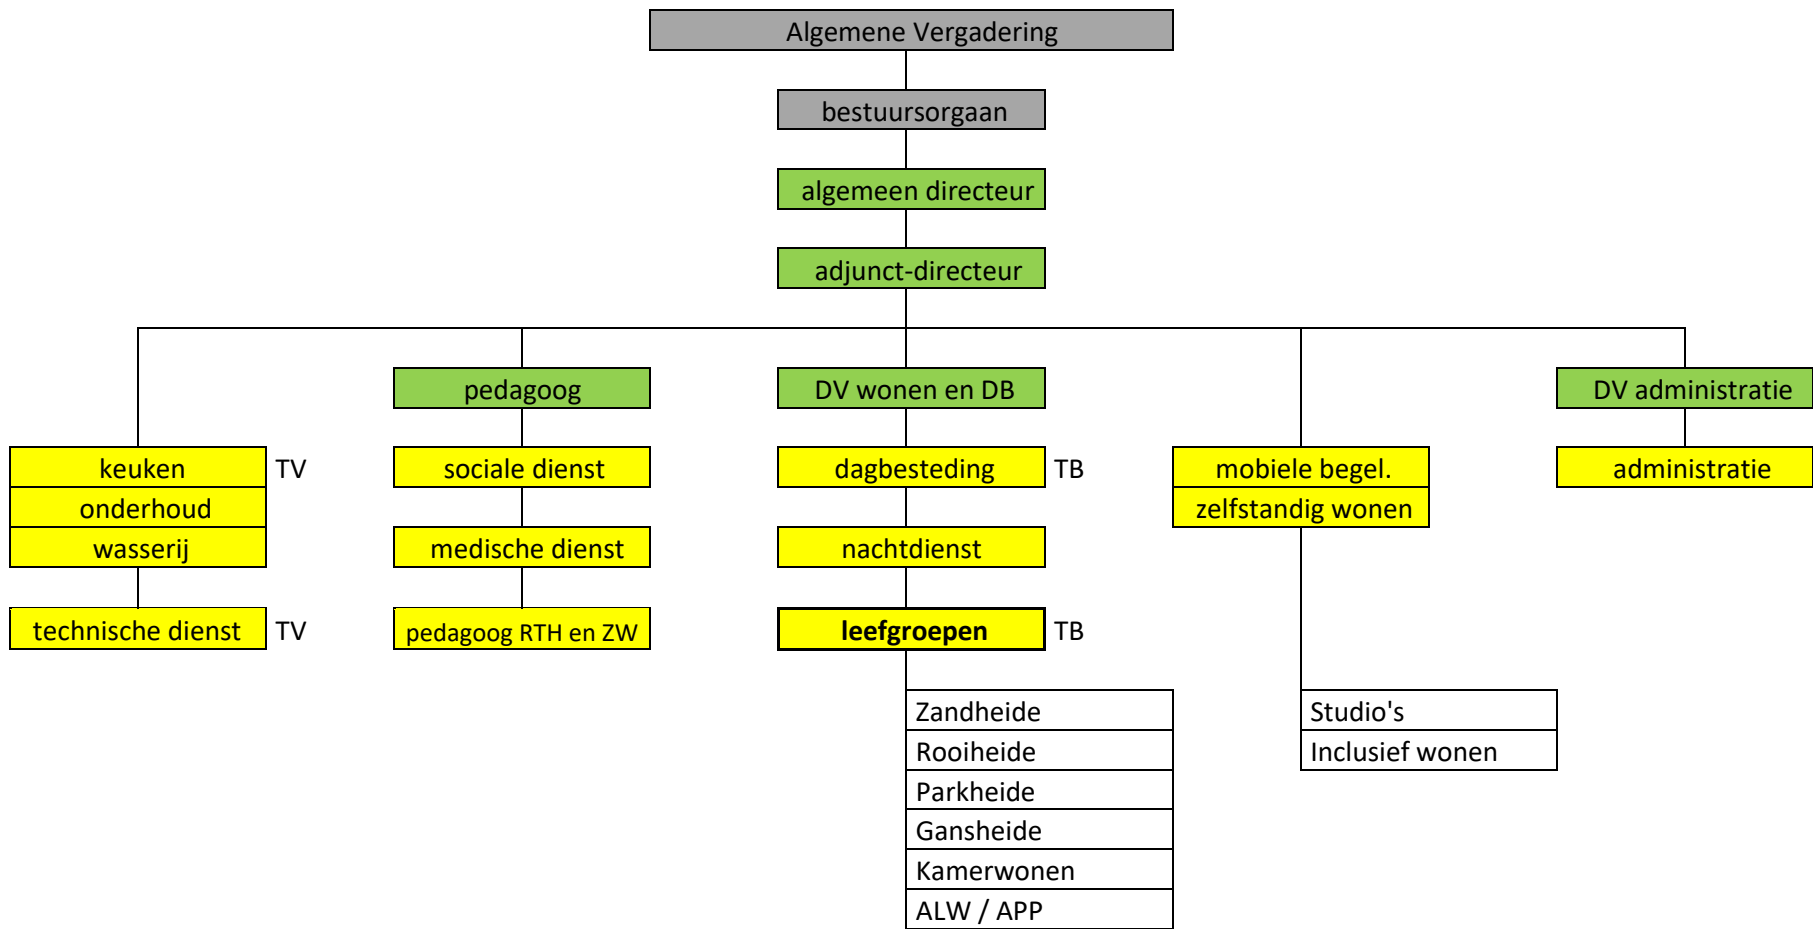 Algemene Vergadering
bestuursorgaan
algemeen directeur
adjunct-directeur
pedagoog
DV wonen en DB
DV administratie
keuken
TV
sociale dienst
dagbesteding
TB
mobiele begel.
administratie
onderhoud
zelfstandig wonen
wasserij
medische dienst
nachtdienst
technische dienst
TV
pedagoog RTH en ZW
leefgroepen
TB
Zandheide
Studio's
Rooiheide
Inclusief wonen
Parkheide
Gansheide
Kamerwonen
ALW / APP